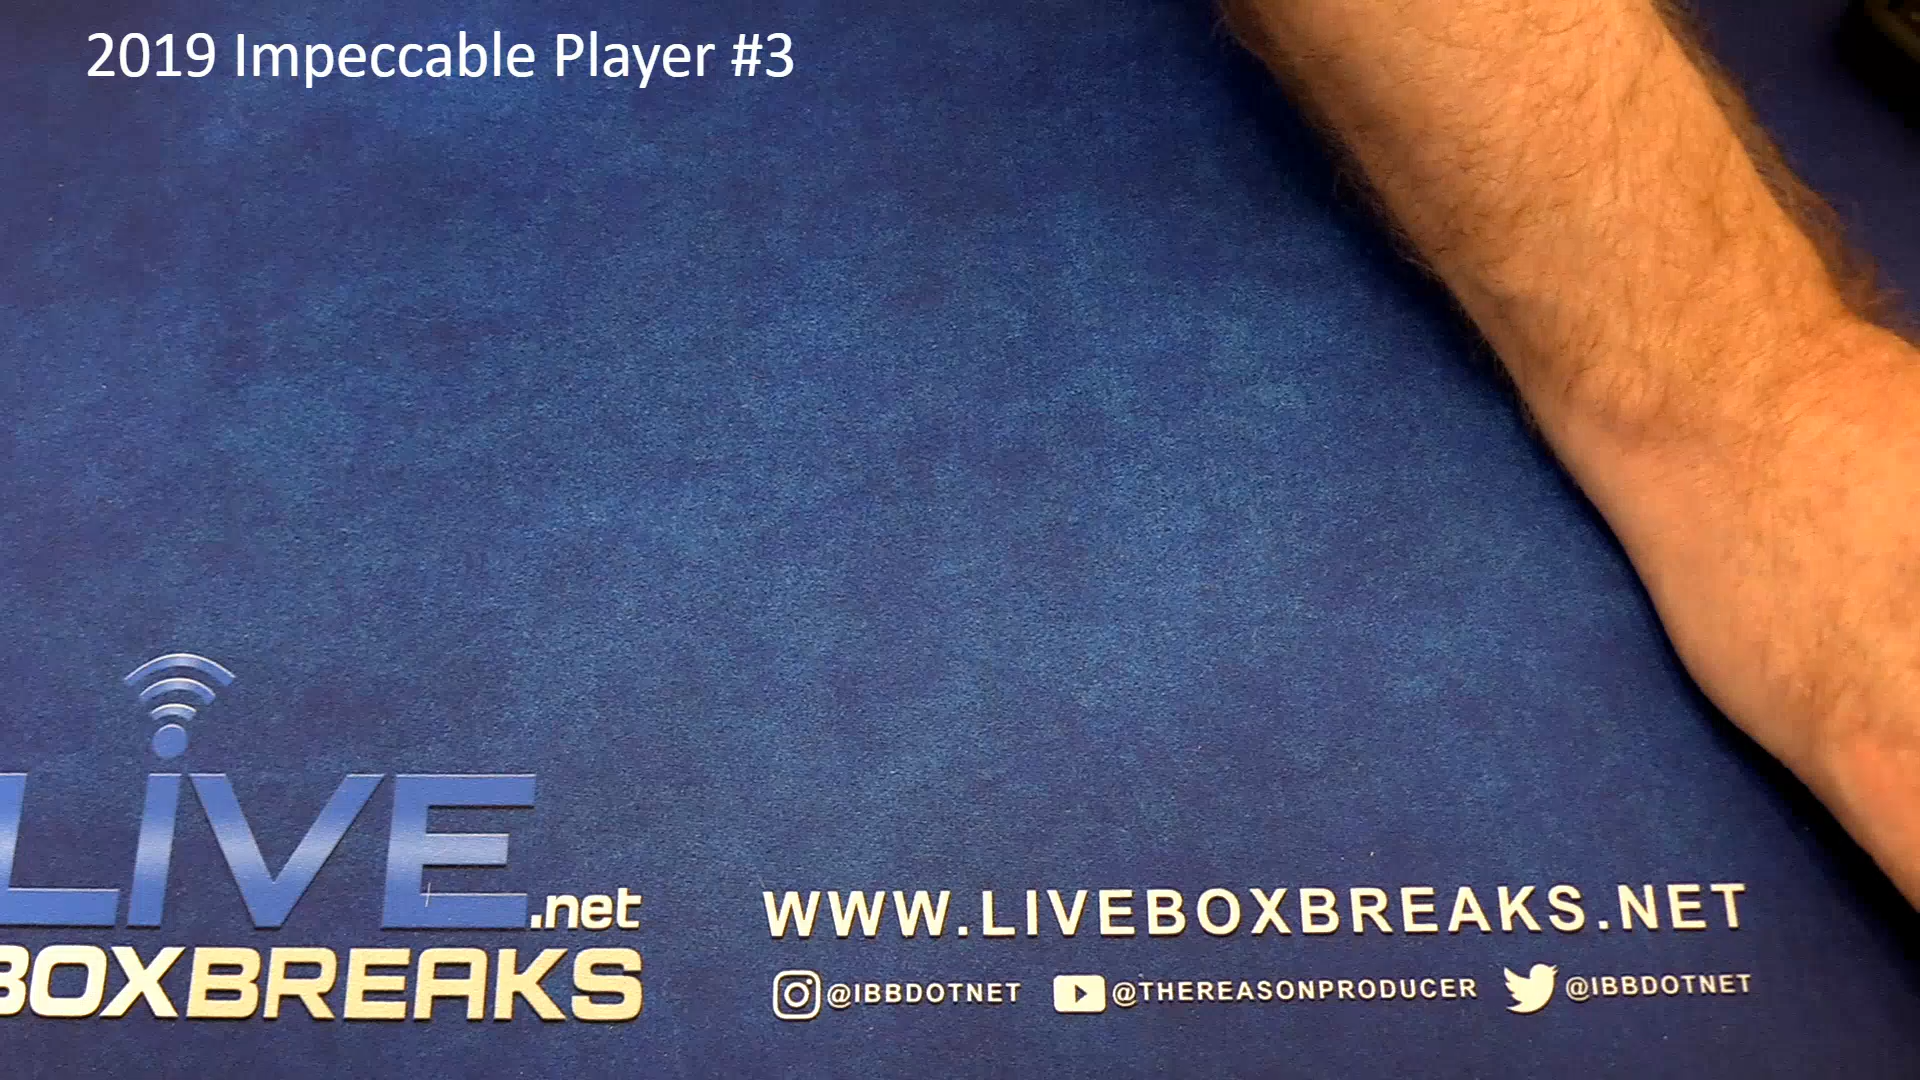 2019 Impeccable Player #3
LiVE
.net
BOXBREAKS
WWW.LIVEBOXBREAKS.NET
@IBBDOTNET @THEREASONPRODUCER @IBBDOTNET